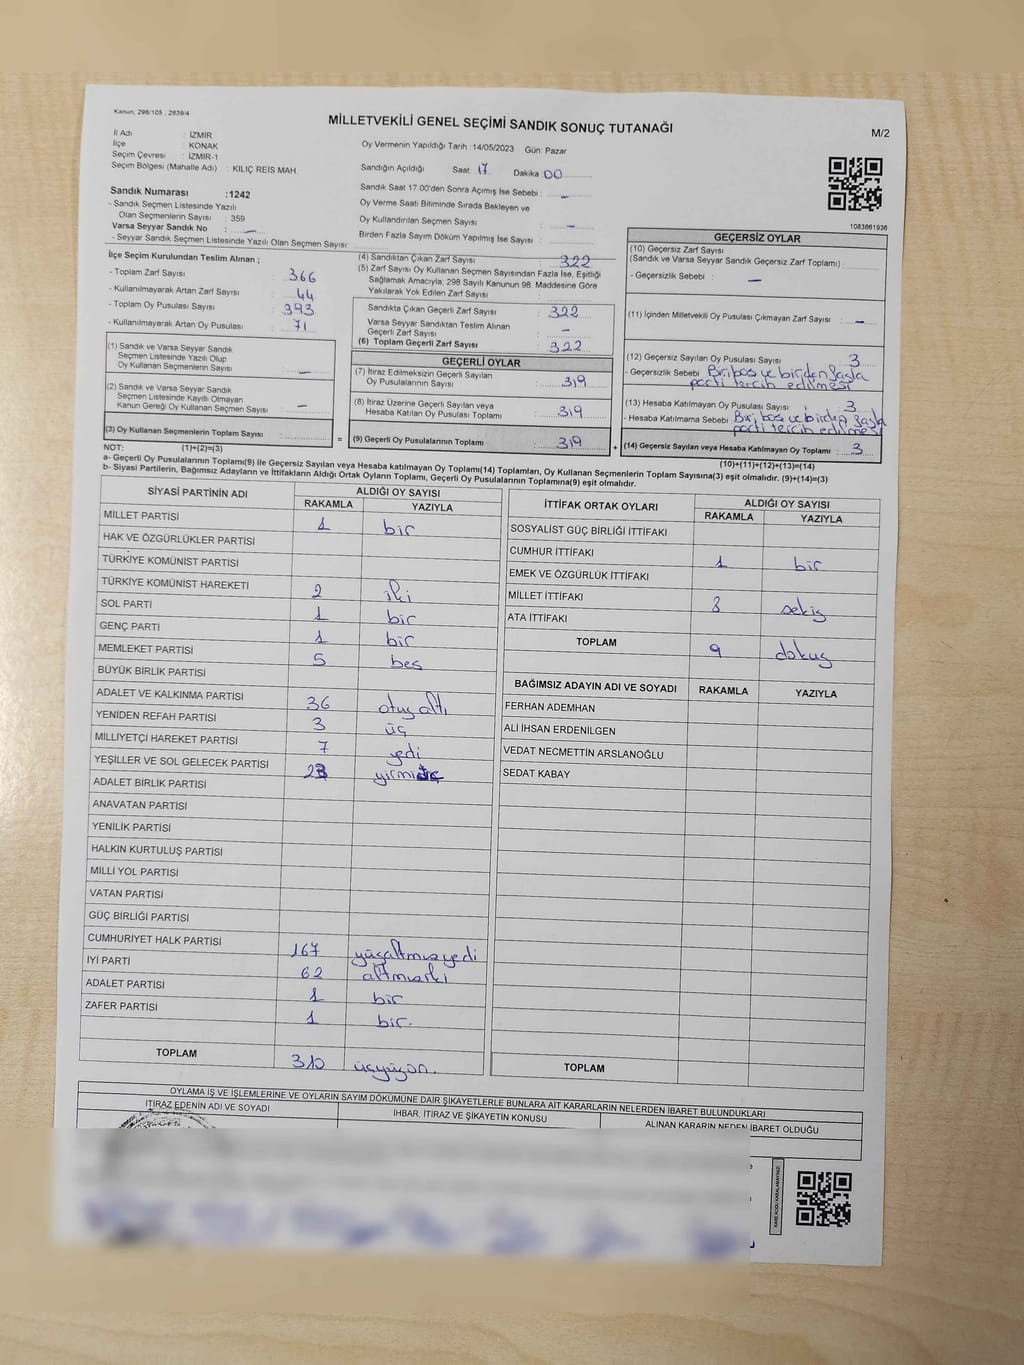 Kanun; 298/105 , 2839/4
MİLLETVEKİLİ GENEL SEÇİMİ SANDIK SONUÇ TUTANAĞI
M/2
İl Adı : İZMİR
İlçe : KONAK
Seçim Çevresi : İZMİR-1
Seçim Bölgesi (Mahalle Adı) : KILIÇ REİS MAH.
Oy Vermenin Yapıldığı Tarih :14/05/2023 Gün: Pazar
Sandığın Açıldığı Saat: 17 Dakika: 00
Sandık Saat 17:00'den Sonra Açımış İse Sebebi : –
Oy Verme Saati Bitiminde Sırada Bekleyen ve
Oy Kullandırılan Seçmen Sayısı : –
Birden Fazla Sayım Döküm Yapılmış İse Sayısı :
1083861936
Sandık Numarası :1242
- Sandık Seçmen Listesinde Yazılı
Olan Seçmenlerin Sayısı : 359
Varsa Seyyar Sandık No : –
- Seyyar Sandık Seçmen Listesinde Yazılı Olan Seçmen Sayısı:
İlçe Seçim Kurulundan Teslim Alınan ;
- Toplam Zarf Sayısı : 366
- Kullanılmayarak Artan Zarf Sayısı : 44
- Toplam Oy Pusulası Sayısı : 393
- Kullanılmayarak Artan Oy Pusulası : 71
(1) Sandık ve Varsa Seyyar Sandık
Seçmen Listesinde Yazılı Olup
Oy Kullanan Seçmenlerin Sayısı : –
(2) Sandık ve Varsa Seyyar Sandık
Seçmen Listesinde Kayıtlı Olmayan
Kanun Gereği Oy Kullanan Seçmen Sayısı : –
(3) Oy Kullanan Seçmenlerin Toplam Sayısı :
(1)+(2)=(3)
(4) Sandıktan Çıkan Zarf Sayısı : 322
(5) Zarf Sayısı Oy Kullanan Seçmen Sayısından Fazla İse, Eşitliği
Sağlamak Amacıyla, 298 Sayılı Kanunun 98. Maddesine Göre
Yakılarak Yok Edilen Zarf Sayısı :
Sandıkta Çıkan Geçerli Zarf Sayısı : 322
Varsa Seyyar Sandıktan Teslim Alınan
Geçerli Zarf Sayısı : –
(6) Toplam Geçerli Zarf Sayısı : 322
GEÇERLİ OYLAR
(7) İtiraz Edilmeksizin Geçerli Sayılan
Oy Pusulalarının Sayısı : 319
(8) İtiraz Üzerine Geçerli Sayılan veya
Hesaba Katılan Oy Pusulası Toplamı : 319
= (9) Geçerli Oy Pusulalarının Toplamı : 319 +
GEÇERSİZ OYLAR
(10) Geçersiz Zarf Sayısı
(Sandık ve Varsa Seyyar Sandık Geçersiz Zarf Toplamı) :
- Geçersizlik Sebebi : –
(11) İçinden Milletvekili Oy Pusulası Çıkmayan Zarf Sayısı : –
(12) Geçersiz Sayılan Oy Pusulası Sayısı : 3
- Geçersizlik Sebebi : Biri boş ve birden fazla
parti tercih edilmesi
(13) Hesaba Katılmayan Oy Pusulası Sayısı : 3
- Hesaba Katılmama Sebebi : Biri boş ve birden fazla
parti tercih edilmesi
(14) Geçersiz Sayılan veya Hesaba Katılmayan Oy Toplamı : 3
(10)+(11)+(12)+(13)=(14)
NOT:
a- Geçerli Oy Pusulalarının Toplamı(9) ile Geçersiz Sayılan veya Hesaba katılmayan Oy Toplamı(14) Toplamları, Oy Kullanan Seçmenlerin Toplam Sayısına(3) eşit olmalıdır. (9)+(14)=(3)
b- Siyasi Partilerin, Bağımsız Adayların ve İttifakların Aldığı Ortak Oyların Toplamı, Geçerli Oy Pusulalarının Toplamına(9) eşit olmalıdır.
SİYASİ PARTİNİN ADI ALDIĞI OY SAYISI
RAKAMLA YAZIYLA
MİLLET PARTİSİ 1 bir
HAK VE ÖZGÜRLÜKLER PARTİSİ
TÜRKİYE KOMÜNİST PARTİSİ
TÜRKİYE KOMÜNİST HAREKETİ 2 iki
SOL PARTİ 1 bir
GENÇ PARTİ 1 bir
MEMLEKET PARTİSİ 5 beş
BÜYÜK BİRLİK PARTİSİ
ADALET VE KALKINMA PARTİSİ 36 otuzaltı
YENİDEN REFAH PARTİSİ 3 üç
MİLLİYETÇİ HAREKET PARTİSİ 7 yedi
YEŞİLLER VE SOL GELECEK PARTİSİ 23 yirmiüç
ADALET BİRLİK PARTİSİ
ANAVATAN PARTİSİ
YENİLİK PARTİSİ
HALKIN KURTULUŞ PARTİSİ
MİLLİ YOL PARTİSİ
VATAN PARTİSİ
GÜÇ BİRLİĞİ PARTİSİ
CUMHURİYET HALK PARTİSİ 167 yüzaltmışyedi
İYİ PARTİ 62 altmışiki
ADALET PARTİSİ 1 bir
ZAFER PARTİSİ 1 bir.
TOPLAM 310 üçyüzon.
İTTİFAK ORTAK OYLARI ALDIĞI OY SAYISI
RAKAMLA YAZIYLA
SOSYALİST GÜÇ BİRLİĞİ İTTİFAKI
CUMHUR İTTİFAKI 1 bir
EMEK VE ÖZGÜRLÜK İTTİFAKI
MİLLET İTTİFAKI 8 sekiz
ATA İTTİFAKI
TOPLAM 9 dokuz
BAĞIMSIZ ADAYIN ADI VE SOYADI RAKAMLA YAZIYLA
FERHAN ADEMHAN
ALİ İHSAN ERDENİLGEN
VEDAT NECMETTİN ARSLANOĞLU
SEDAT KABAY
TOPLAM
OYLAMA İŞ VE İŞLEMLERİNE VE OYLARIN SAYIM DÖKÜMÜNE DAİR ŞİKAYETLERLE BUNLARA AİT KARARLARIN NELERDEN İBARET BULUNDUKLARI
İTİRAZ EDENİN ADI VE SOYADI İHBAR, İTİRAZ VE ŞİKAYETİN KONUSU ALINAN KARARIN NEDEN İBARET OLDUĞU